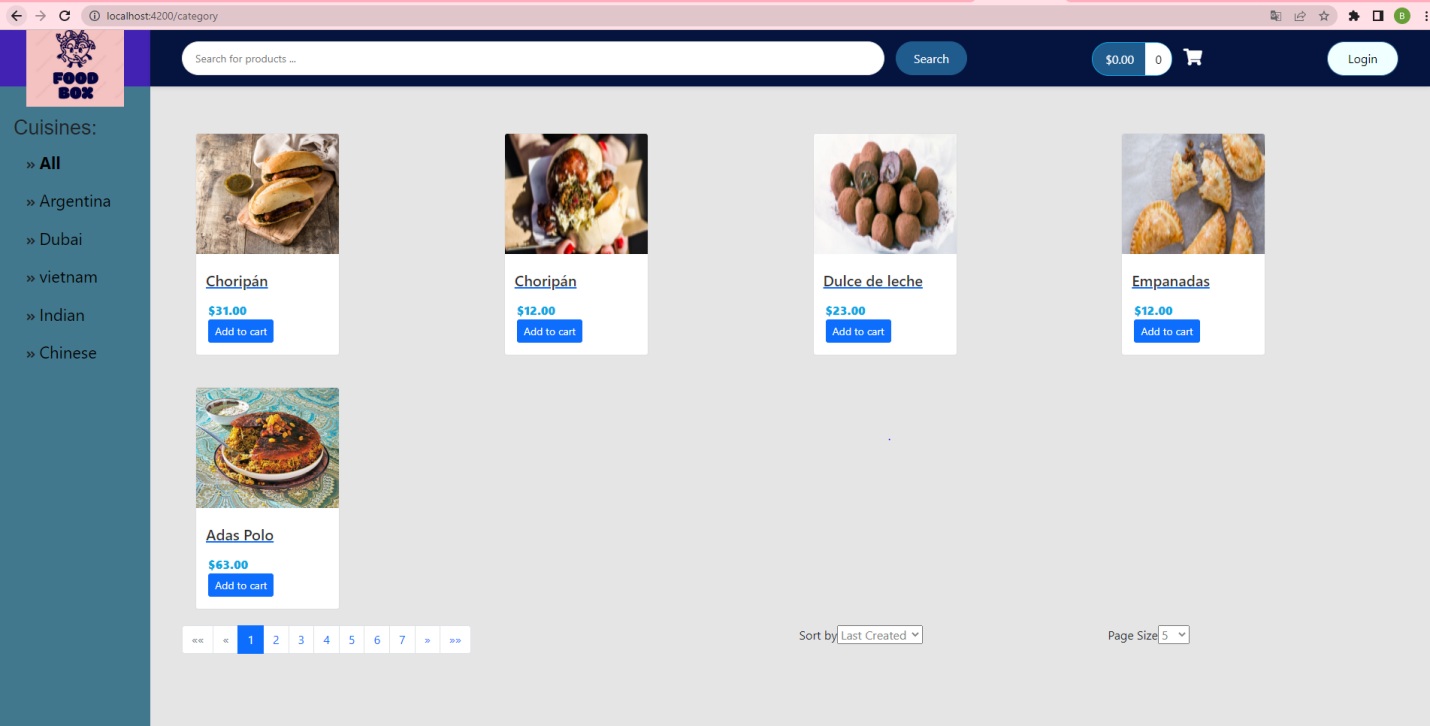 localhost:4200/category
B
FOOD
BOX
Search for products ...
Search
$0.00 0
Login
Cuisines:
» All
» Argentina
» Dubai
» vietnam
» Indian
» Chinese
Choripán
$31.00
Add to cart
Choripán
$12.00
Add to cart
Dulce de leche
$23.00
Add to cart
Empanadas
$12.00
Add to cart
Adas Polo
$63.00
Add to cart
«« « 1 2 3 4 5 6 7 » »»
Sort by Last Created
Page Size 5